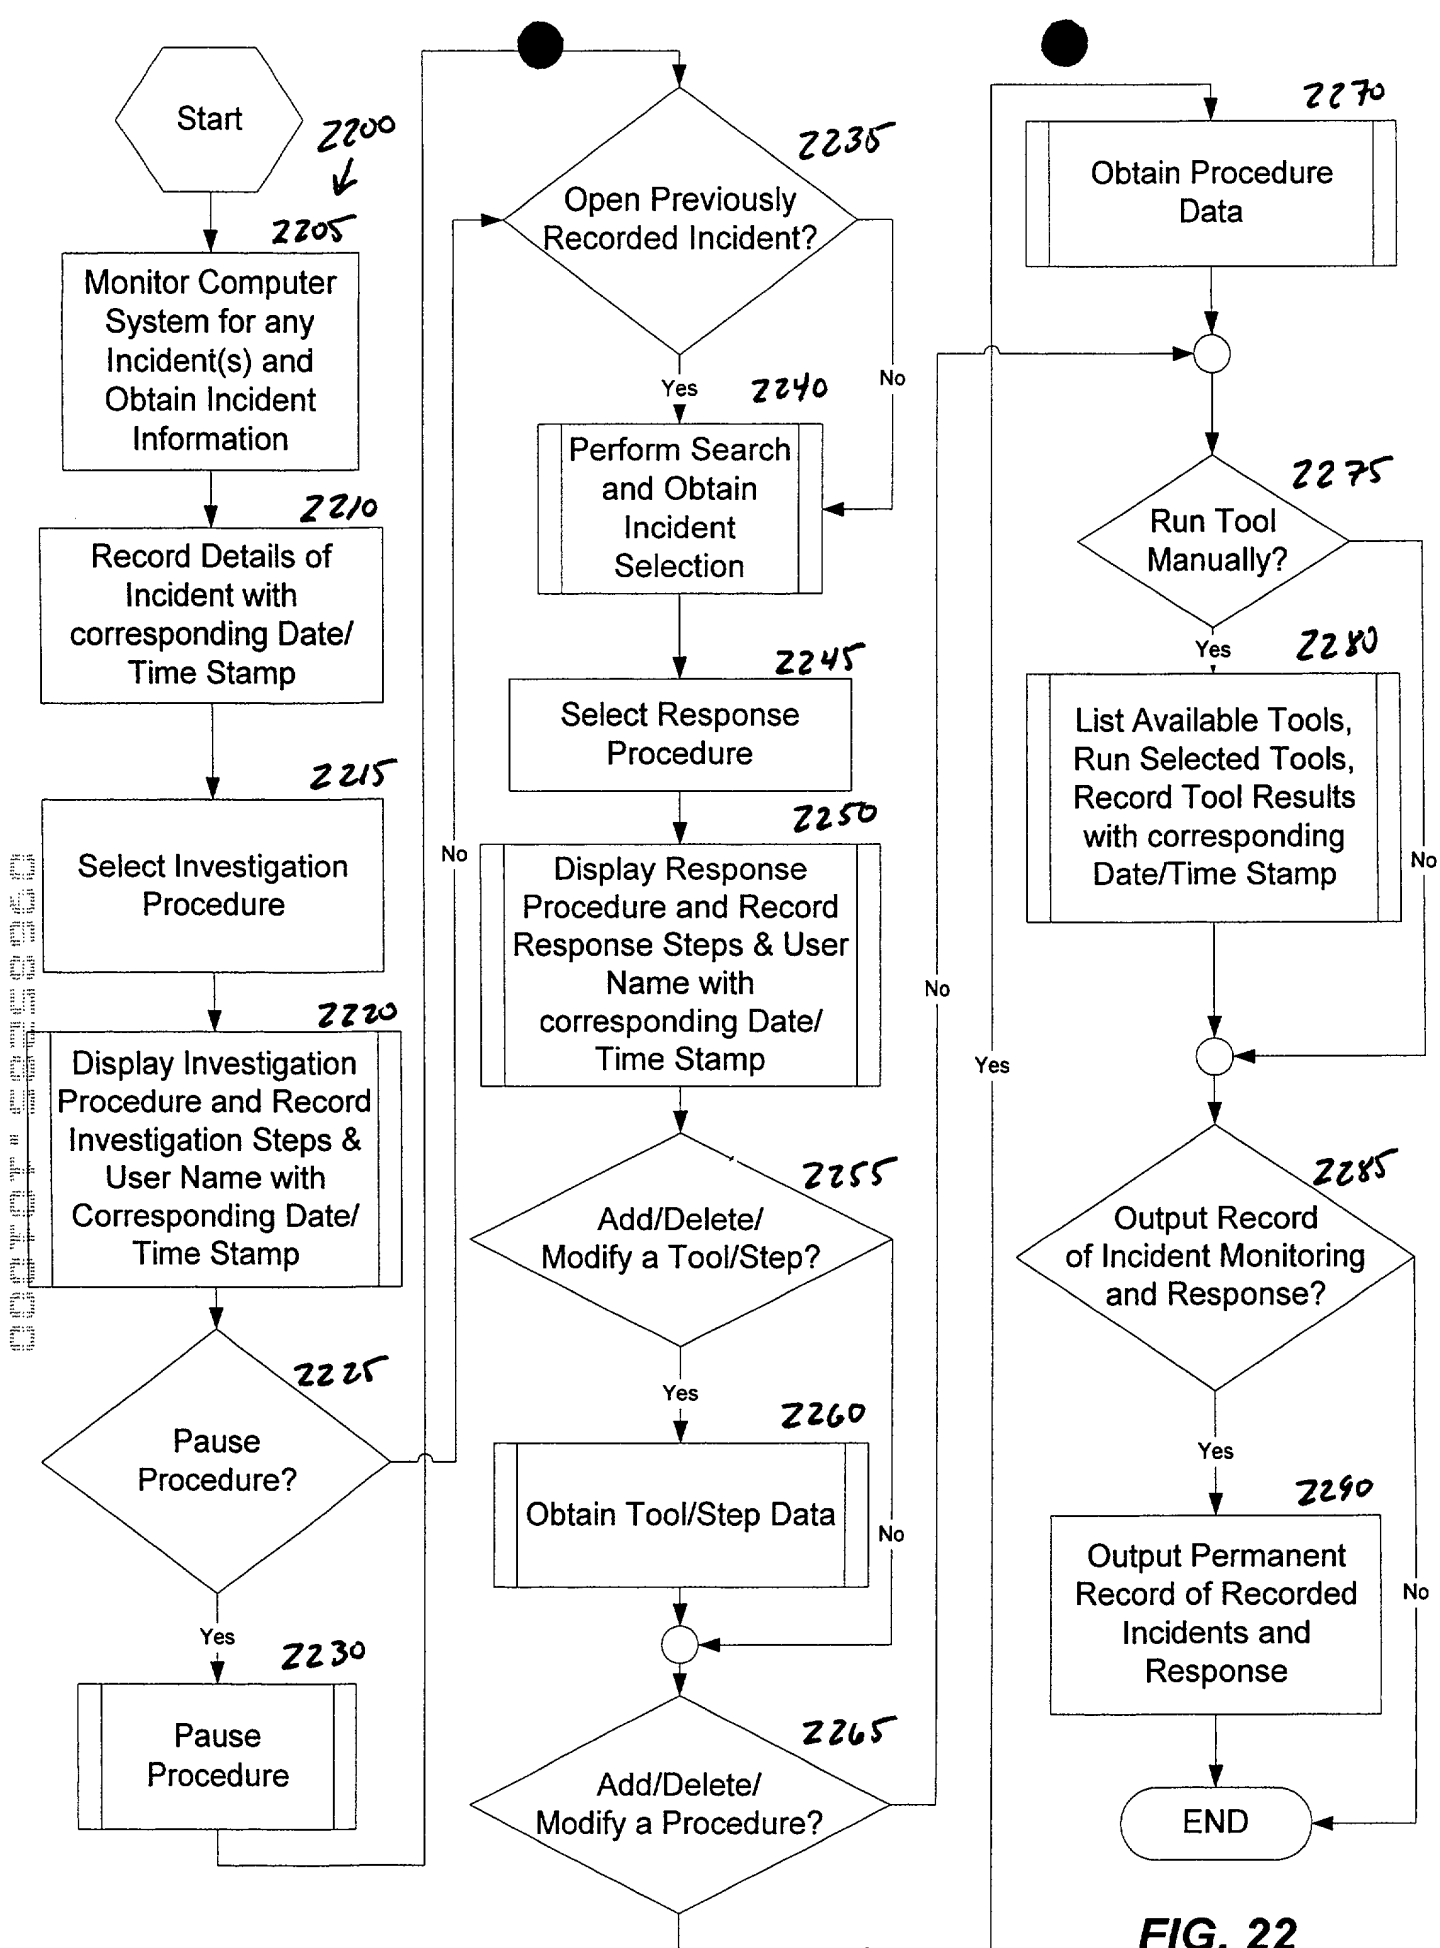 Start
2200
2205
Monitor Computer
System for any
Incident(s) and
Obtain Incident
Information
2210
Record Details of
Incident with
corresponding Date/
Time Stamp
2215
Select Investigation
Procedure
2220
Display Investigation
Procedure and Record
Investigation Steps &
User Name with
Corresponding Date/
Time Stamp
2225
Pause
Procedure?
No
Yes
2230
Pause
Procedure
2235
Open Previously
Recorded Incident?
Yes
No
2240
Perform Search
and Obtain
Incident
Selection
2245
Select Response
Procedure
2250
Display Response
Procedure and Record
Response Steps & User
Name with
corresponding Date/
Time Stamp
2255
Add/Delete/
Modify a Tool/Step?
Yes
No
2260
Obtain Tool/Step Data
2265
Add/Delete/
Modify a Procedure?
No
Yes
2270
Obtain Procedure
Data
2275
Run Tool
Manually?
Yes
No
2280
List Available Tools,
Run Selected Tools,
Record Tool Results
with corresponding
Date/Time Stamp
2285
Output Record
of Incident Monitoring
and Response?
Yes
No
2290
Output Permanent
Record of Recorded
Incidents and
Response
END
FIG. 22